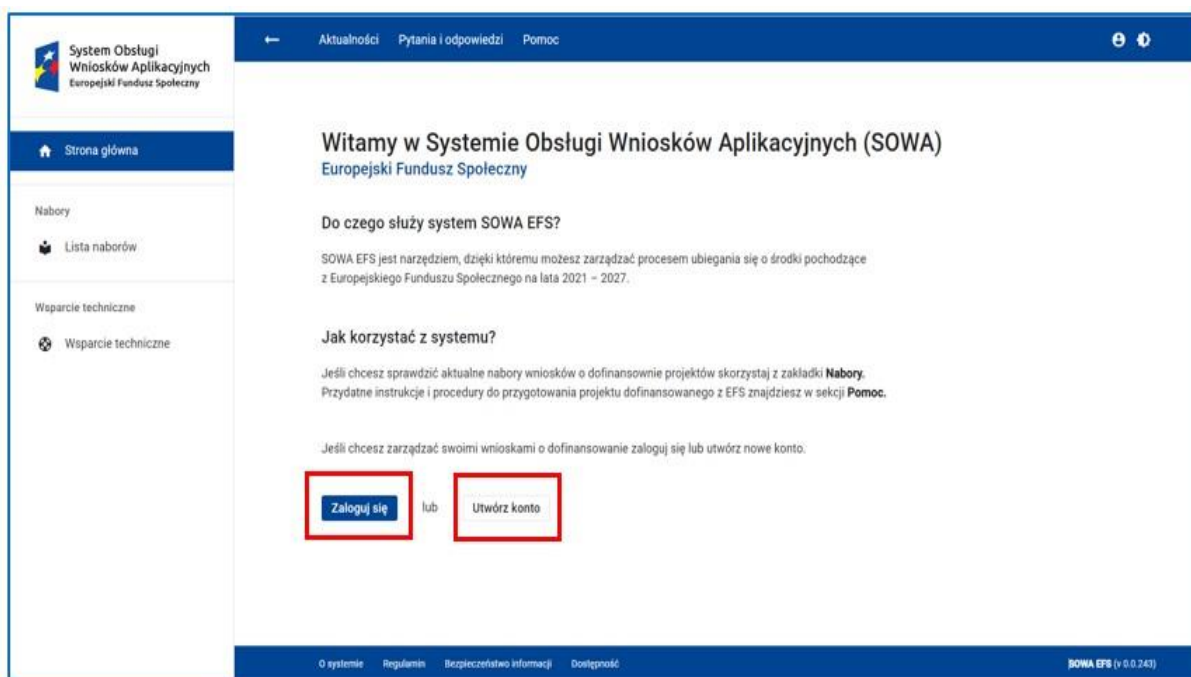 System Obsługi
Wniosków Aplikacyjnych
Europejski Fundusz Społeczny
Aktualności Pytania i odpowiedzi Pomoc
Strona główna
Nabory
Lista naborów
Wsparcie techniczne
Wsparcie techniczne
Witamy w Systemie Obsługi Wniosków Aplikacyjnych (SOWA)
Europejski Fundusz Społeczny
Do czego służy system SOWA EFS?
SOWA EFS jest narzędziem, dzięki któremu możesz zarządzać procesem ubiegania się o środki pochodzące
z Europejskiego Funduszu Społecznego na lata 2021 – 2027.
Jak korzystać z systemu?
Jeśli chcesz sprawdzić aktualne nabory wniosków o dofinansownie projektów skorzystaj z zakładki Nabory.
Przydatne instrukcje i procedury do przygotowania projektu dofinansowanego z EFS znajdziesz w sekcji Pomoc.
Jeśli chcesz zarządzać swoimi wnioskami o dofinansowanie zaloguj się lub utwórz nowe konto.
Zaloguj się lub Utwórz konto
O systemie Regulamin Bezpieczeństwo informacji Dostępność SOWA EFS (v 0.0.243)